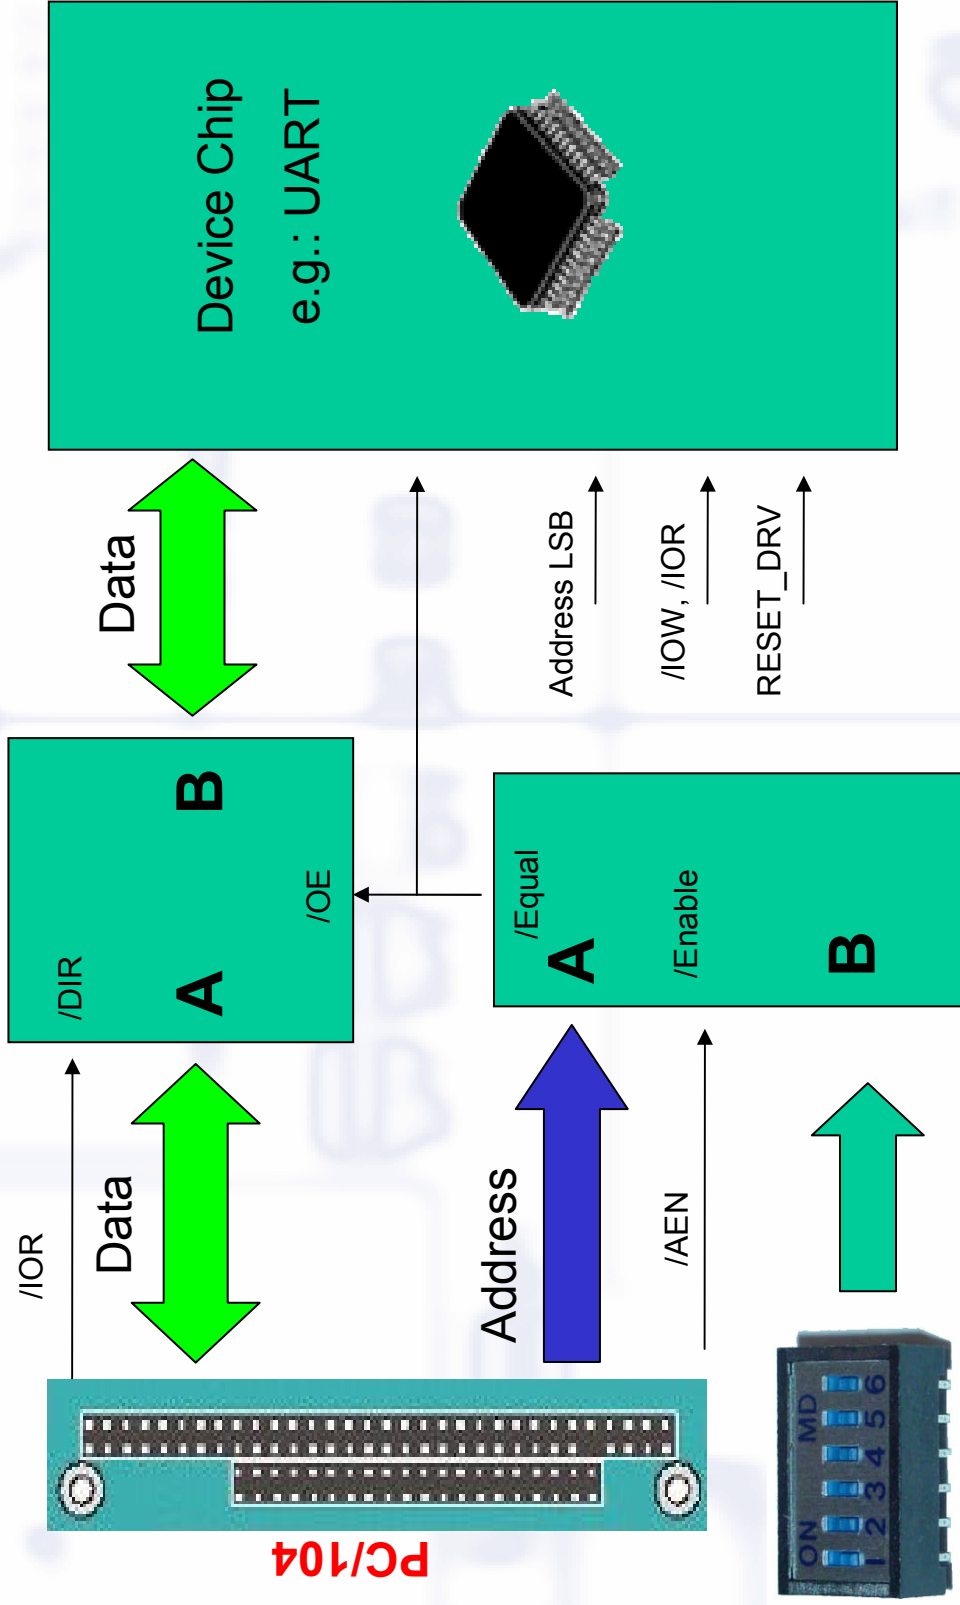 /IOR
Data
/DIR
A
B
/OE
Data
Device Chip
e.g.: UART
PC/104
Address
/AEN
/Equal
A
/Enable
B
Address LSB
/IOW, /IOR
RESET_DRV
ON MD
1 2 3 4 5 6